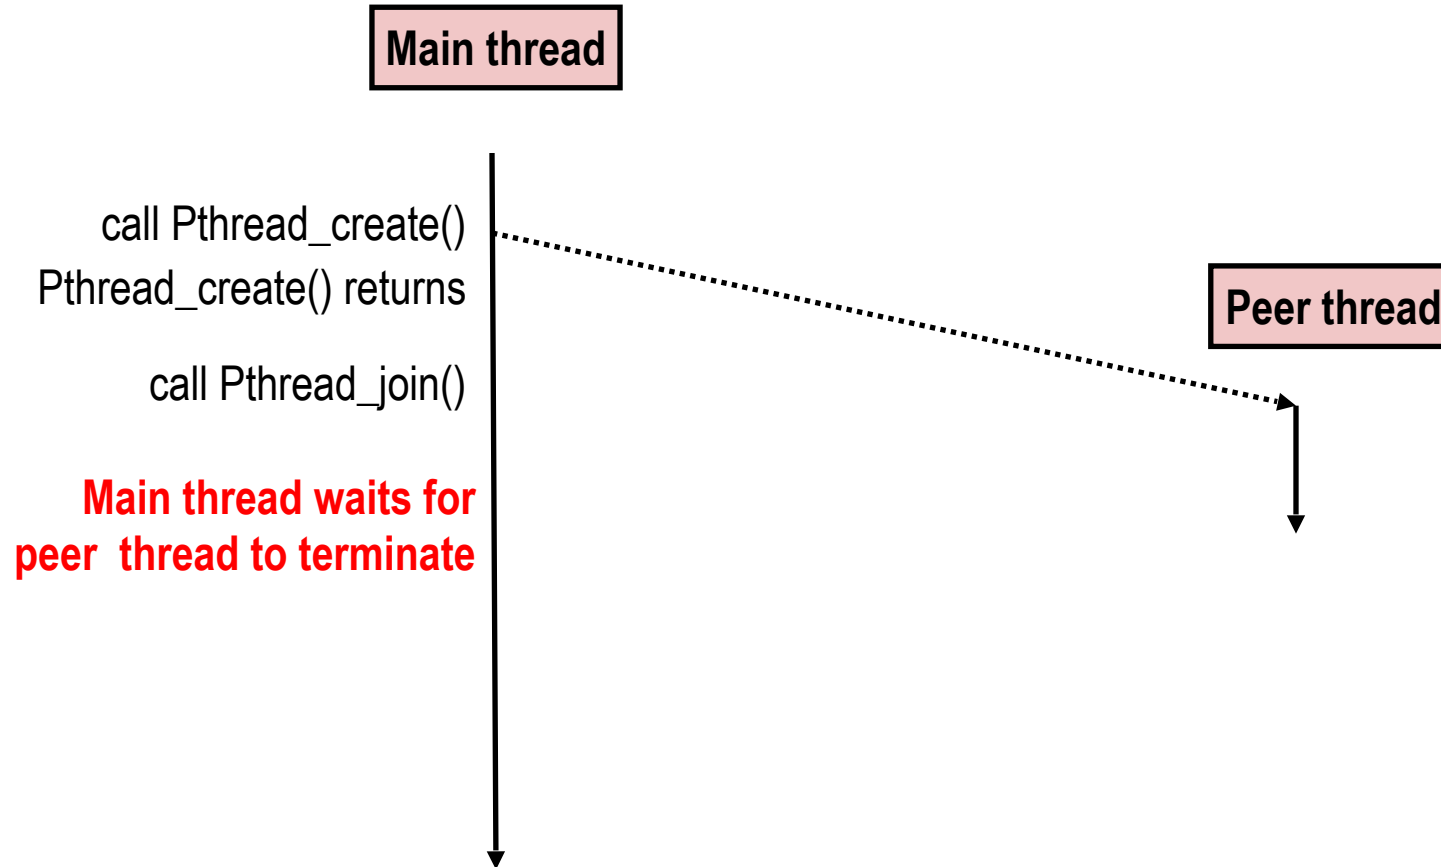 Main thread
call Pthread_create()
Pthread_create() returns
Peer thread
call Pthread_join()
Main thread waits for
peer  thread to terminate